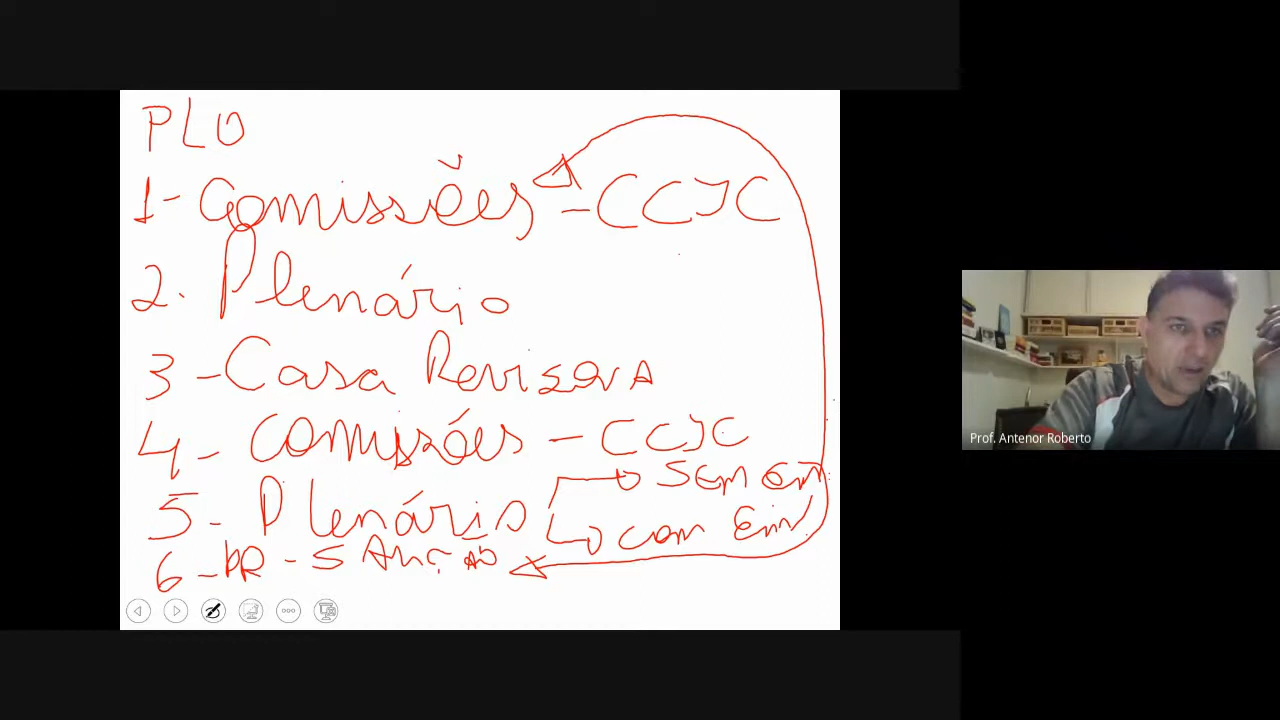 PLO
1- Comissões - CCJC
2. Plenário
3 - Casa Revisora
4 - Comissões - CCJC
5 - Plenário
Sem Em
Com Em
6 - PR - SANÇÃO
Prof. Antenor Roberto